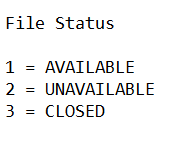 File Status
1 = AVAILABLE
2 = UNAVAILABLE
3 = CLOSED